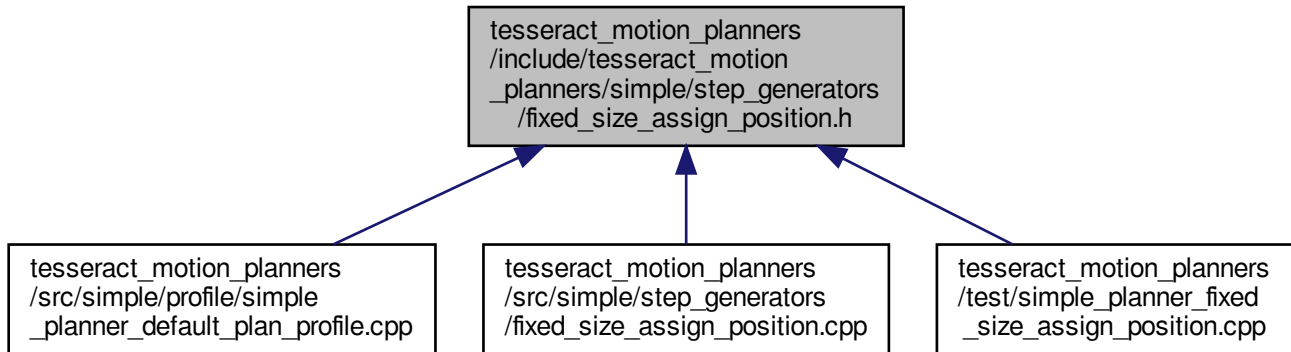 tesseract_motion_planners
/include/tesseract_motion
_planners/simple/step_generators
/fixed_size_assign_position.h
tesseract_motion_planners
/src/simple/profile/simple
_planner_default_plan_profile.cpp
tesseract_motion_planners
/src/simple/step_generators
/fixed_size_assign_position.cpp
tesseract_motion_planners
/test/simple_planner_fixed
_size_assign_position.cpp